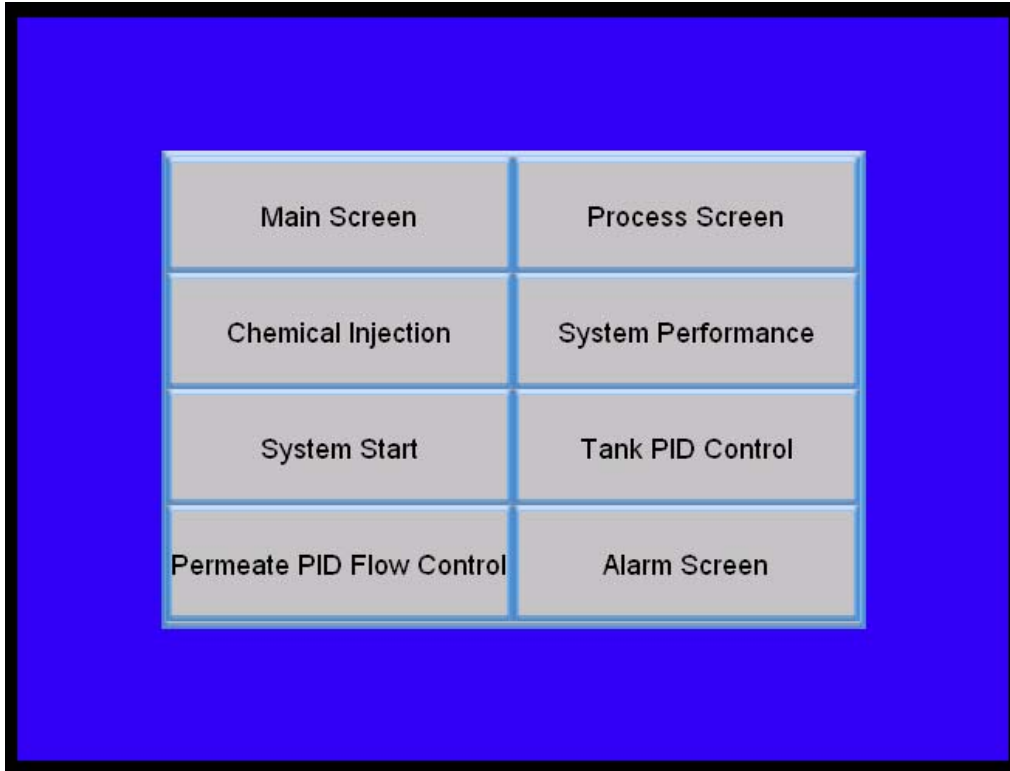 Main Screen
Process Screen
Chemical Injection
System Performance
System Start
Tank PID Control
Permeate PID Flow Control
Alarm Screen